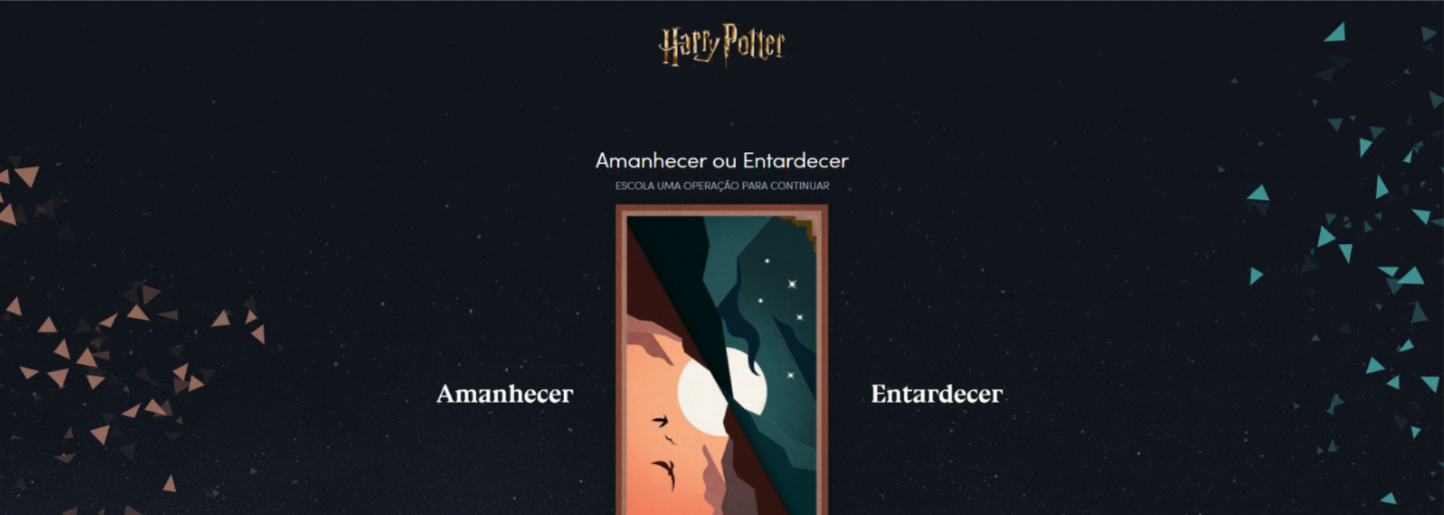 Harry Potter
Amanhecer ou Entardecer
ESCOLA UMA OPERAÇÃO PARA CONTINUAR
Amanhecer
Entardecer